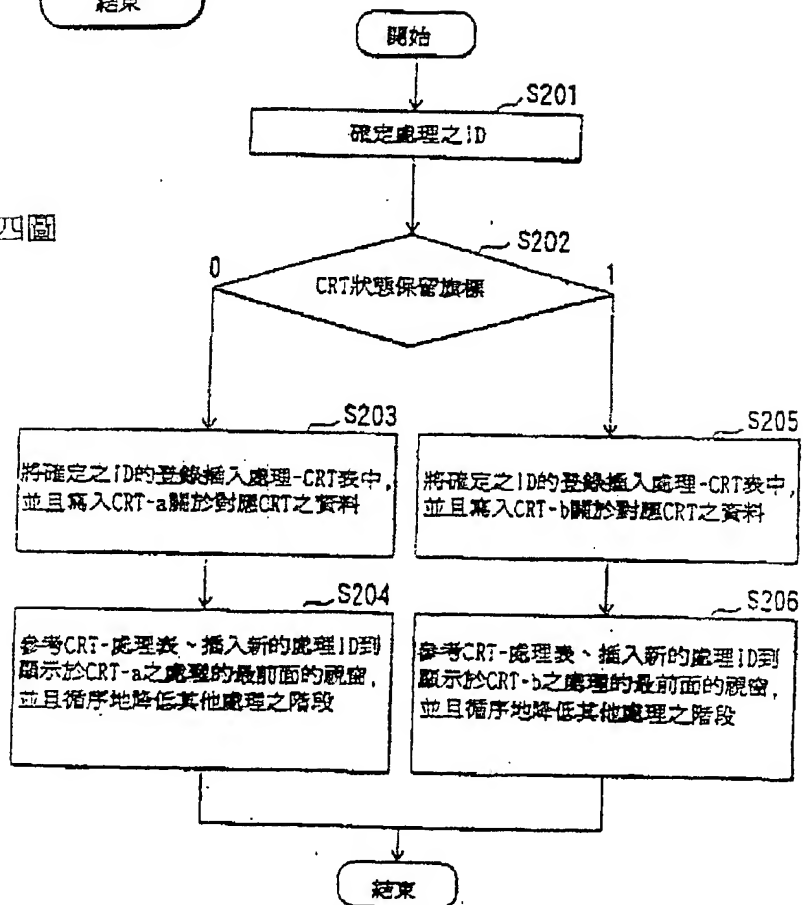 結束
開始
S201
確定處理之ID
四圖
S202
0
CRT狀態保留旗標
1
S203
將確定之ID的登錄插入處理-CRT表中,
並且寫入CRT-a關於對應CRT之資料
S205
將確定之ID的登錄插入處理-CRT表中,
並且寫入CRT-b關於對應CRT之資料
S204
參考CRT-處理表、插入新的處理ID到
顯示於CRT-a之處理的最前面的視窗,
並且循序地降低其他處理之階段
S206
參考CRT-處理表、插入新的處理ID到
顯示於CRT-b之處理的最前面的視窗,
並且循序地降低其他處理之階段
結束